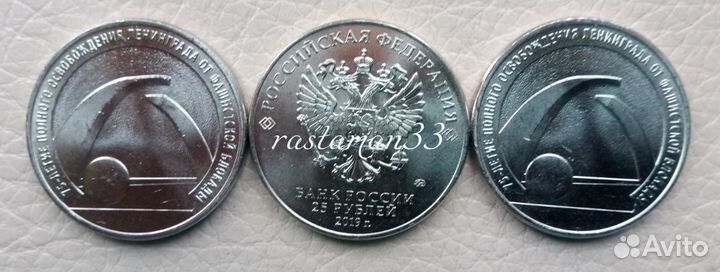 75-ЛЕТИЕ ПОЛНОГО ОСВОБОЖДЕНИЯ ЛЕНИНГРАДА ОТ ФАШИСТСКОЙ БЛОКАДЫ
РОССИЙСКАЯ ФЕДЕРАЦИЯ
rastaman33
БАНК РОССИИ
25 РУБЛЕЙ
2019 г.
75-ЛЕТИЕ ПОЛНОГО ОСВОБОЖДЕНИЯ ЛЕНИНГРАДА ОТ ФАШИСТСКОЙ БЛОКАДЫ
Avito